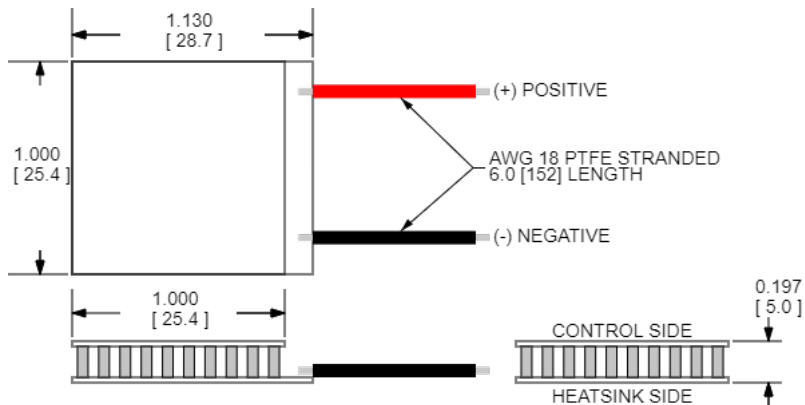 1.130
[ 28.7 ]
(+) POSITIVE
1.000
[ 25.4 ]
AWG 18 PTFE STRANDED
6.0 [152] LENGTH
(-) NEGATIVE
1.000
[ 25.4 ]
0.197
[ 5.0 ]
CONTROL SIDE
HEATSINK SIDE